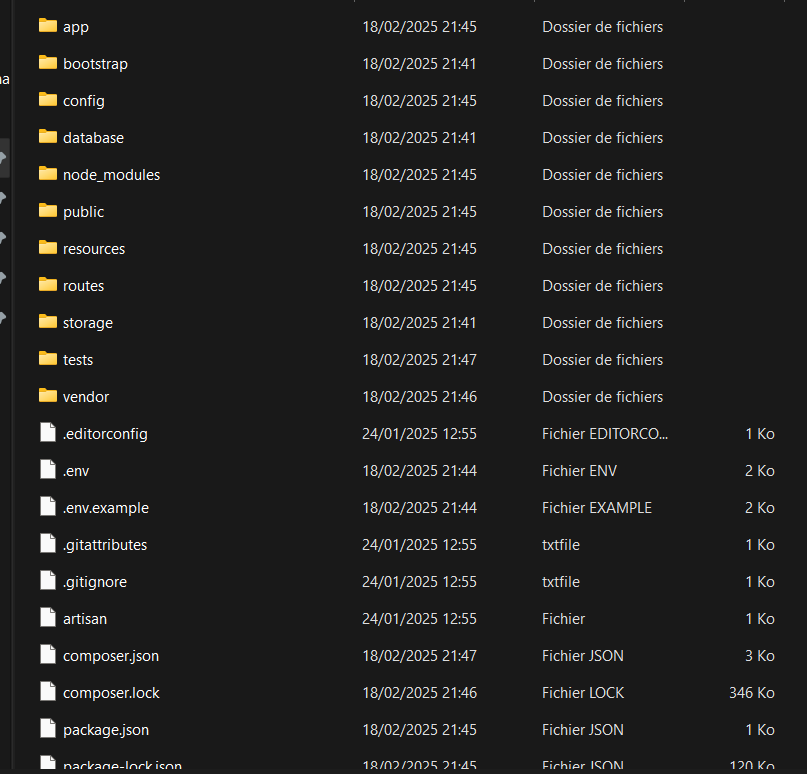 app 18/02/2025 21:45 Dossier de fichiers
bootstrap 18/02/2025 21:41 Dossier de fichiers
config 18/02/2025 21:45 Dossier de fichiers
database 18/02/2025 21:41 Dossier de fichiers
node_modules 18/02/2025 21:45 Dossier de fichiers
public 18/02/2025 21:45 Dossier de fichiers
resources 18/02/2025 21:45 Dossier de fichiers
routes 18/02/2025 21:45 Dossier de fichiers
storage 18/02/2025 21:41 Dossier de fichiers
tests 18/02/2025 21:47 Dossier de fichiers
vendor 18/02/2025 21:46 Dossier de fichiers
.editorconfig 24/01/2025 12:55 Fichier EDITORCO... 1 Ko
.env 18/02/2025 21:44 Fichier ENV 2 Ko
.env.example 18/02/2025 21:44 Fichier EXAMPLE 2 Ko
.gitattributes 24/01/2025 12:55 txtfile 1 Ko
.gitignore 24/01/2025 12:55 txtfile 1 Ko
artisan 24/01/2025 12:55 Fichier 1 Ko
composer.json 18/02/2025 21:47 Fichier JSON 3 Ko
composer.lock 18/02/2025 21:46 Fichier LOCK 346 Ko
package.json 18/02/2025 21:45 Fichier JSON 1 Ko
package-lock.json 18/02/2025 21:45 Fichier JSON 120 Ko